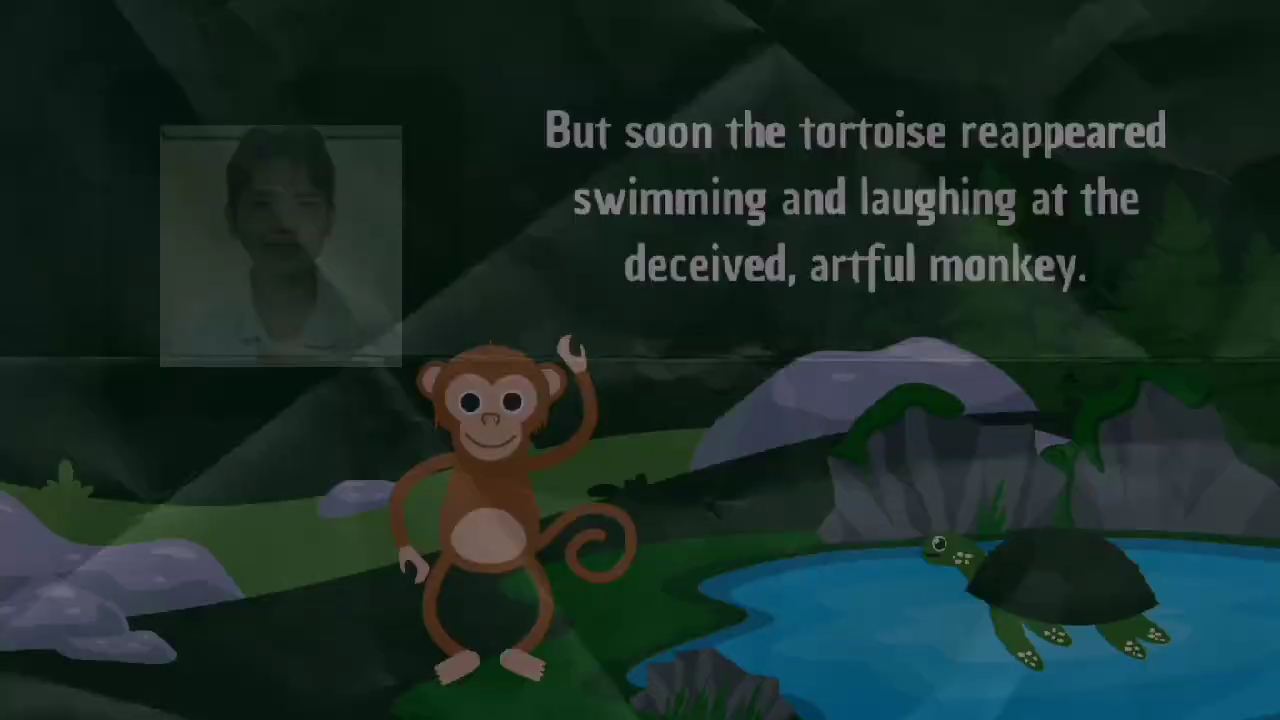 But soon the tortoise reappeared
swimming and laughing at the
deceived, artful monkey.